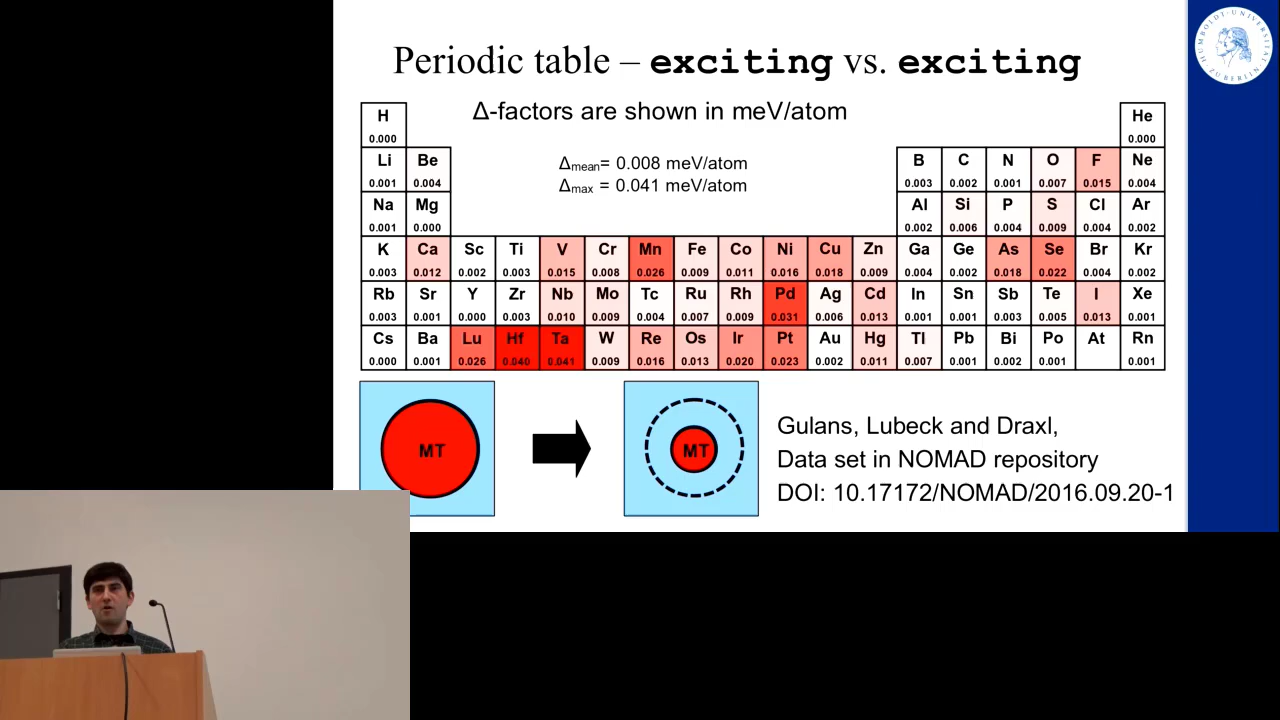 Periodic table – exciting vs. exciting
Δ-factors are shown in meV/atom
H He
0.000 0.000
Δmean= 0.008 meV/atom
Δmax = 0.041 meV/atom
Li Be B C N O F Ne
0.001 0.004 0.003 0.002 0.001 0.007 0.015 0.004
Na Mg Al Si P S Cl Ar
0.001 0.000 0.002 0.006 0.004 0.009 0.004 0.002
K Ca Sc Ti V Cr Mn Fe Co Ni Cu Zn Ga Ge As Se Br Kr
0.003 0.012 0.002 0.003 0.015 0.008 0.026 0.009 0.011 0.016 0.018 0.009 0.004 0.002 0.018 0.022 0.004 0.002
Rb Sr Y Zr Nb Mo Tc Ru Rh Pd Ag Cd In Sn Sb Te I Xe
0.003 0.001 0.000 0.003 0.010 0.009 0.004 0.007 0.009 0.031 0.006 0.013 0.001 0.001 0.003 0.005 0.013 0.001
Cs Ba Lu Hf Ta W Re Os Ir Pt Au Hg Tl Pb Bi Po At Rn
0.000 0.001 0.026 0.040 0.041 0.009 0.016 0.013 0.020 0.023 0.002 0.011 0.007 0.001 0.002 0.001 0.001
MT MT
Gulans, Lubeck and Draxl,
Data set in NOMAD repository
DOI: 10.17172/NOMAD/2016.09.20-1
HUMBOLDT-UNIVERSITÄT
ZU BERLIN